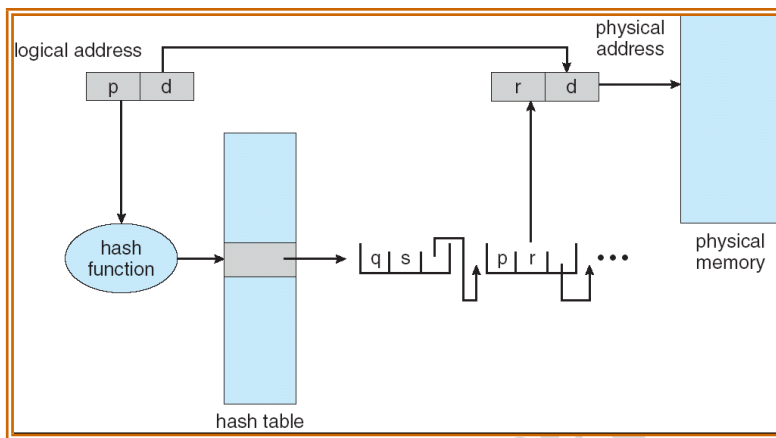 logical address
physical
address
p d
r d
hash
function
q s
p r
•••
physical
memory
hash table